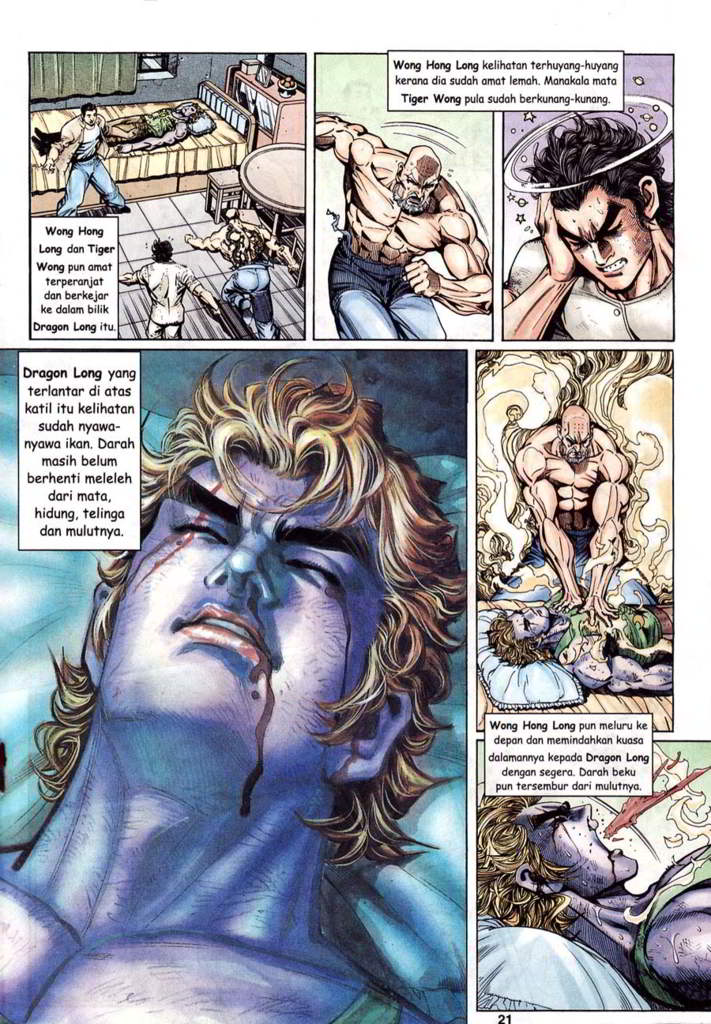 Wong Hong
Long dan Tiger
Wong pun amat
terperanjat
dan berkejar
ke dalam bilik
Dragon Long itu.
Wong Hong Long kelihatan terhuyang-huyang
kerana dia sudah amat lemah. Manakala mata
Tiger Wong pula sudah berkunang-kunang.
Dragon Long yang
terlantar di atas
katil itu kelihatan
sudah nyawa-
nyawa ikan. Darah
masih belum
berhenti meleleh
dari mata,
hidung, telinga
dan mulutnya.
Wong Hong Long pun meluru ke
depan dan memindahkan kuasa
dalamannya kepada Dragon Long
dengan segera. Darah beku
pun tersembur dari mulutnya.
21